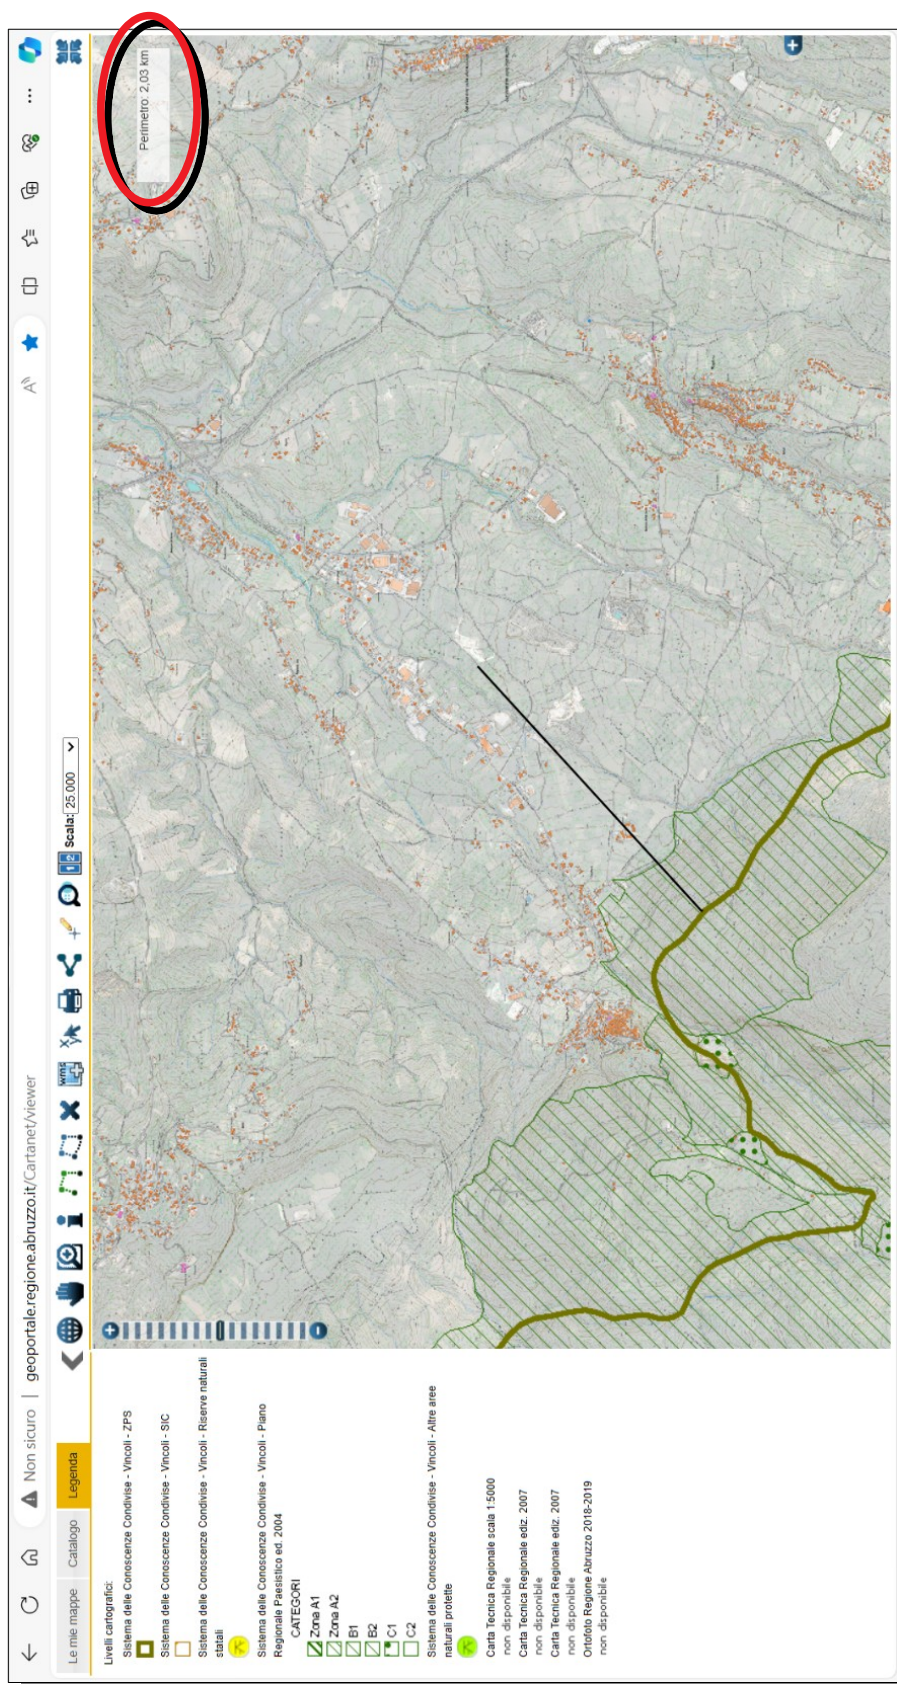 Non sicuro | geoportale.regione.abruzzo.it/Cartanet/viewer
Le mie mappe
Catalogo
Legenda
Scala: 25.000
Perimetro: 2,03 km
Livelli cartografici:
Sistema delle Conoscenze Condivise - Vincoli - ZPS
Sistema delle Conoscenze Condivise - Vincoli - SIC
Sistema delle Conoscenze Condivise - Vincoli - Riserve naturali
statali
Sistema delle Conoscenze Condivise - Vincoli - Piano
Regionale Paesistico ed. 2004
CATEGORI
Zona A1
Zona A2
B1
B2
C1
C2
Sistema delle Conoscenze Condivise - Vincoli - Altre aree
naturali protette
Carta Tecnica Regionale scala 1:5000
non disponibile
Carta Tecnica Regionale ediz. 2007
non disponibile
Carta Tecnica Regionale ediz. 2007
non disponibile
Ortofoto Regione Abruzzo 2018-2019
non disponibile